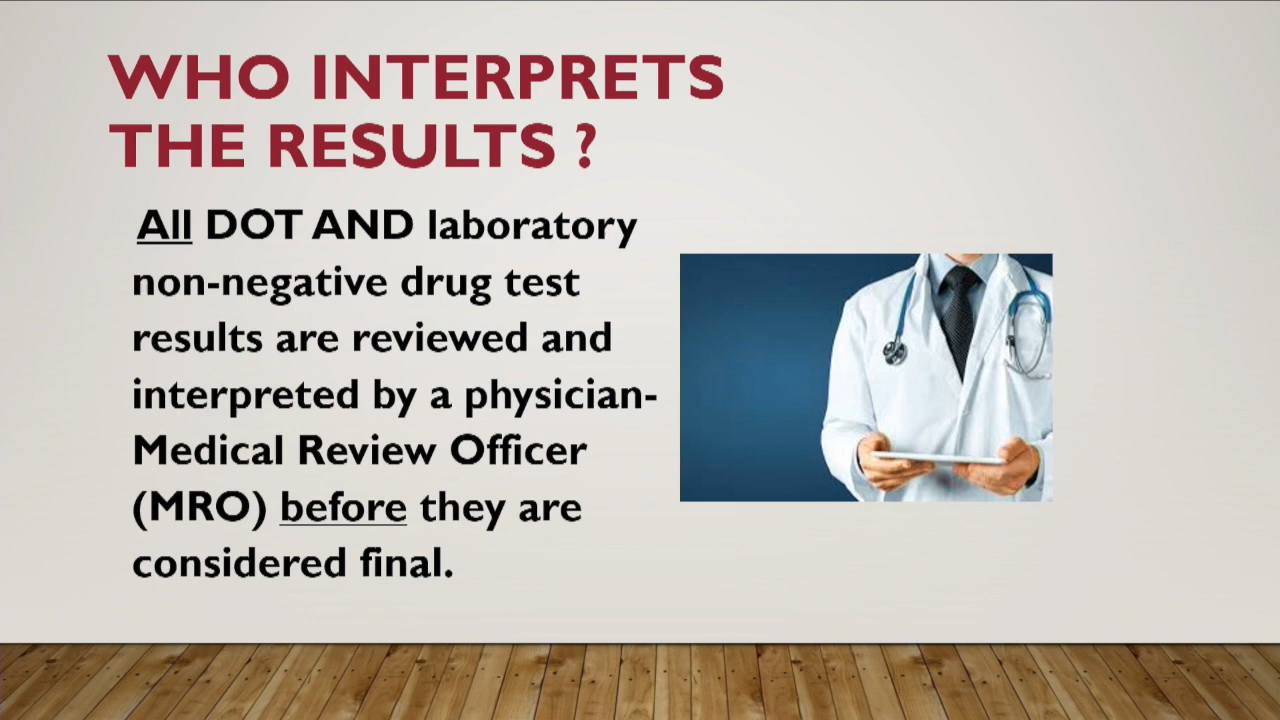 WHO INTERPRETS
THE RESULTS ?
All DOT AND laboratory
non-negative drug test
results are reviewed and
interpreted by a physician-
Medical Review Officer
(MRO) before they are
considered final.